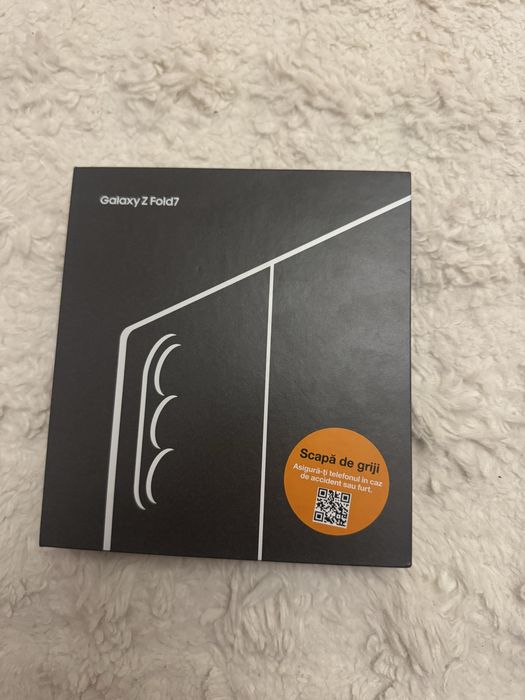 Galaxy Z Fold7
Scapă de griji
Asigură-ți telefonul în caz
de accident sau furt.